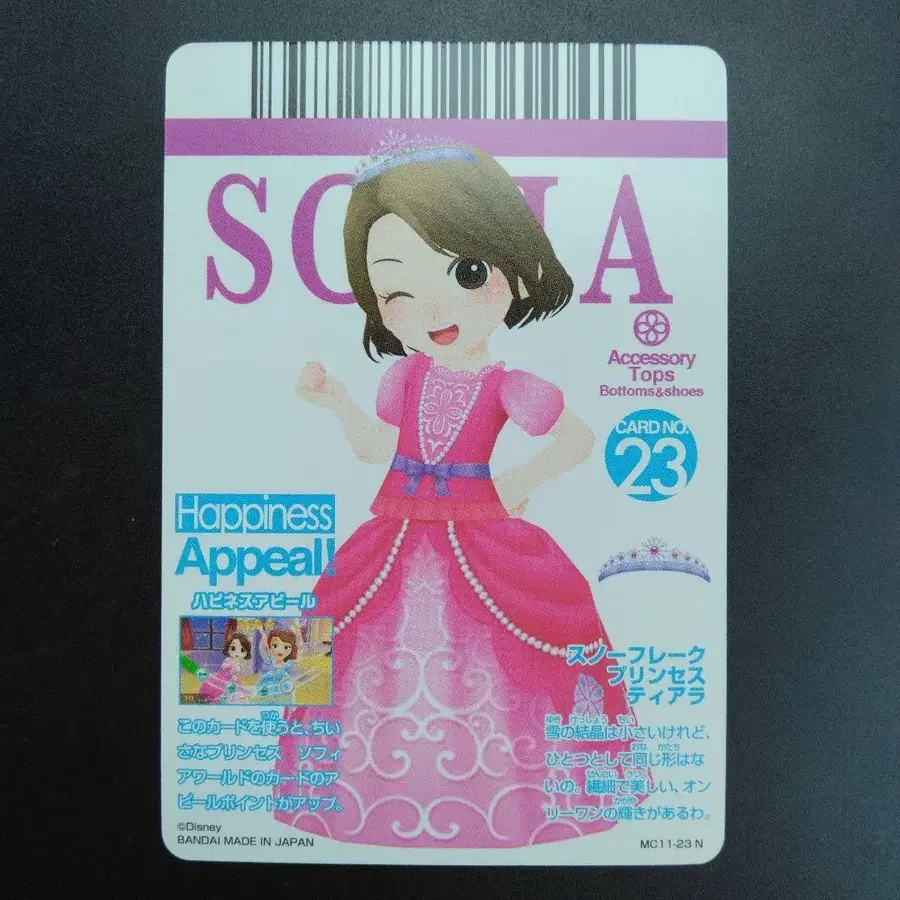 SOFIA
Accessory
Tops
Bottoms&shoes
CARD NO.
23
Happiness
Appeal!
ハピネスアピール
このカードを使うと、ちい
さなプリンセス ソフィ
アワールドのカードのア
ピールポイントがアップ。
スノーフレーク
プリンセス
ティアラ
雪の結晶は小さいけれど、
ひとつとして同じ形はな
いの。繊細で美しい、オン
リーワンの輝きがあるわ。
©Disney
BANDAI MADE IN JAPAN
MC11-23 N